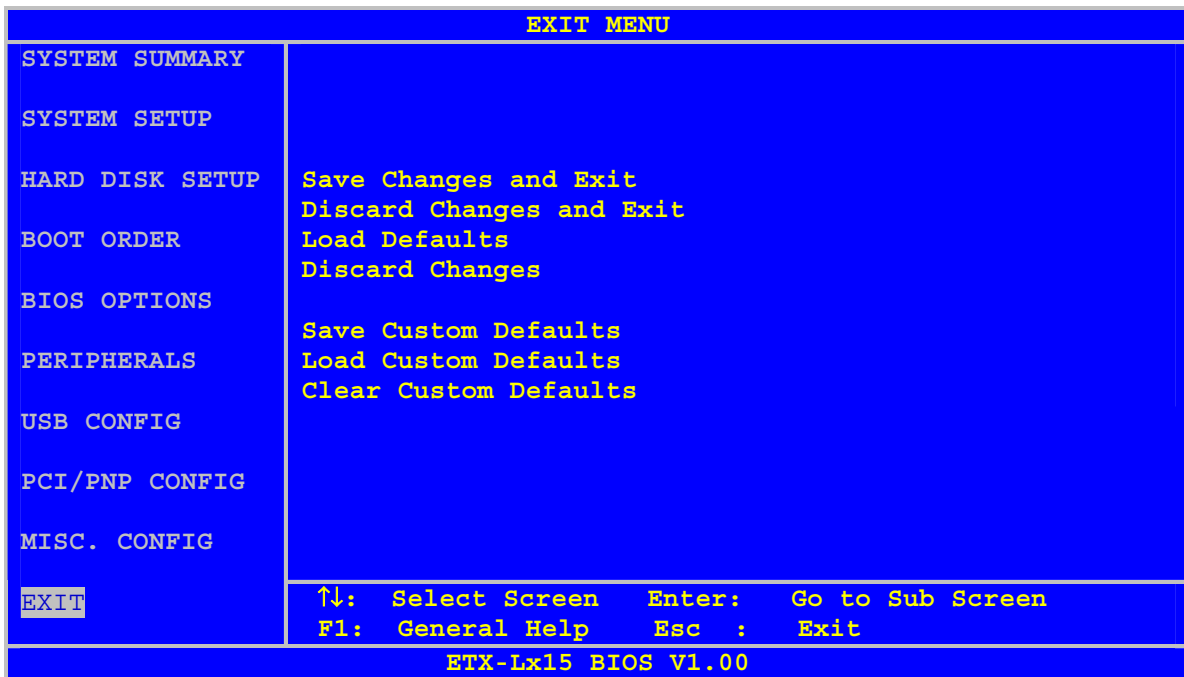 EXIT MENU
SYSTEM SUMMARY
SYSTEM SETUP
HARD DISK SETUP
BOOT ORDER
BIOS OPTIONS
PERIPHERALS
USB CONFIG
PCI/PNP CONFIG
MISC. CONFIG
EXIT
Save Changes and Exit
Discard Changes and Exit
Load Defaults
Discard Changes
Save Custom Defaults
Load Custom Defaults
Clear Custom Defaults
↑↓: Select Screen Enter: Go to Sub Screen
F1: General Help Esc : Exit
ETX-Lx15 BIOS V1.00